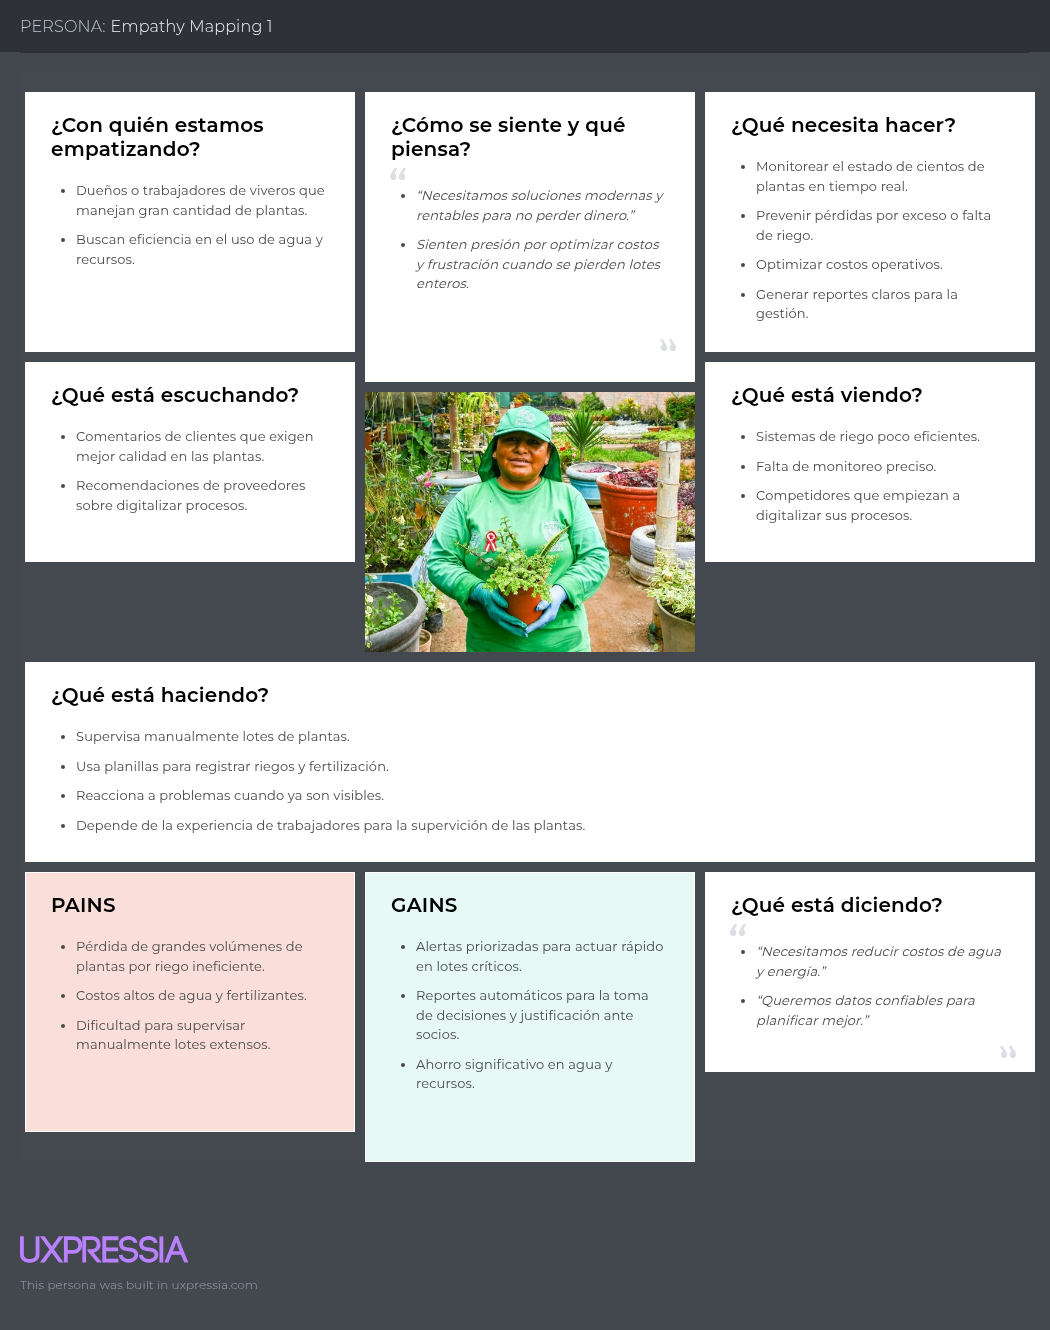 PERSONA: Empathy Mapping 1
¿Con quién estamos
empatizando?
Dueños o trabajadores de viveros que
manejan gran cantidad de plantas.
Buscan eficiencia en el uso de agua y
recursos.
¿Cómo se siente y qué
piensa?
“Necesitamos soluciones modernas y
rentables para no perder dinero.”
Sienten presión por optimizar costos
y frustración cuando se pierden lotes
enteros.
¿Qué necesita hacer?
Monitorear el estado de cientos de
plantas en tiempo real.
Prevenir pérdidas por exceso o falta
de riego.
Optimizar costos operativos.
Generar reportes claros para la
gestión.
¿Qué está escuchando?
Comentarios de clientes que exigen
mejor calidad en las plantas.
Recomendaciones de proveedores
sobre digitalizar procesos.
¿Qué está viendo?
Sistemas de riego poco eficientes.
Falta de monitoreo preciso.
Competidores que empiezan a
digitalizar sus procesos.
¿Qué está haciendo?
Supervisa manualmente lotes de plantas.
Usa planillas para registrar riegos y fertilización.
Reacciona a problemas cuando ya son visibles.
Depende de la experiencia de trabajadores para la supervición de las plantas.
PAINS
Pérdida de grandes volúmenes de
plantas por riego ineficiente.
Costos altos de agua y fertilizantes.
Dificultad para supervisar
manualmente lotes extensos.
GAINS
Alertas priorizadas para actuar rápido
en lotes críticos.
Reportes automáticos para la toma
de decisiones y justificación ante
socios.
Ahorro significativo en agua y
recursos.
¿Qué está diciendo?
“Necesitamos reducir costos de agua
y energía.”
“Queremos datos confiables para
planificar mejor.”
UXPRESSIA
This persona was built in uxpressia.com